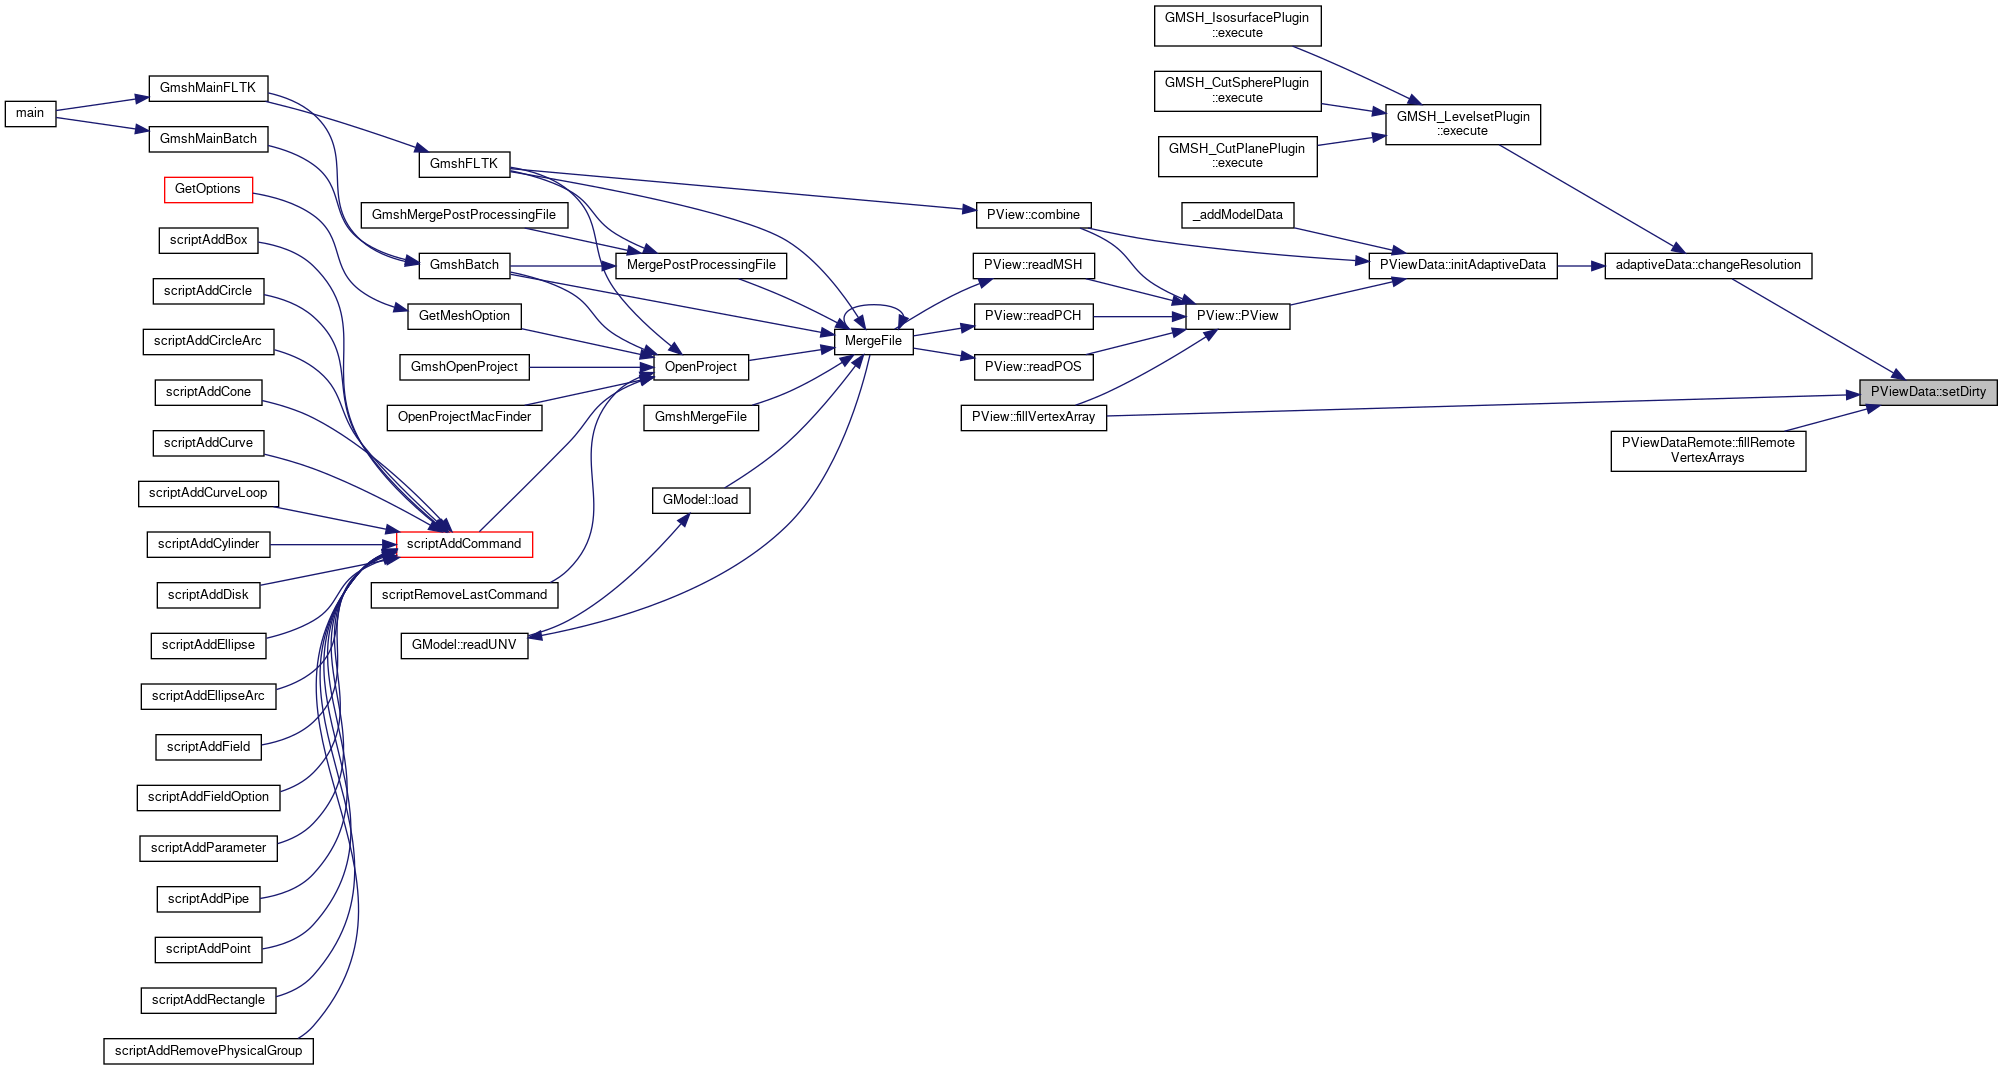 main
GmshMainFLTK
GmshMainBatch
GetOptions
scriptAddBox
scriptAddCircle
scriptAddCircleArc
scriptAddCone
scriptAddCurve
scriptAddCurveLoop
scriptAddCylinder
scriptAddDisk
scriptAddEllipse
scriptAddEllipseArc
scriptAddField
scriptAddFieldOption
scriptAddParameter
scriptAddPipe
scriptAddPoint
scriptAddRectangle
scriptAddRemovePhysicalGroup
GmshFLTK
GmshMergePostProcessingFile
GmshBatch
GetMeshOption
GmshOpenProject
OpenProjectMacFinder
scriptAddCommand
scriptRemoveLastCommand
GModel::readUNV
MergePostProcessingFile
OpenProject
GmshMergeFile
GModel::load
MergeFile
PView::combine
PView::readMSH
PView::readPCH
PView::readPOS
PView::fillVertexArray
GMSH_IsosurfacePlugin
::execute
GMSH_CutSpherePlugin
::execute
GMSH_CutPlanePlugin
::execute
_addModelData
PView::PView
GMSH_LevelsetPlugin
::execute
PViewData::initAdaptiveData
adaptiveData::changeResolution
PViewDataRemote::fillRemote
VertexArrays
PViewData::setDirty